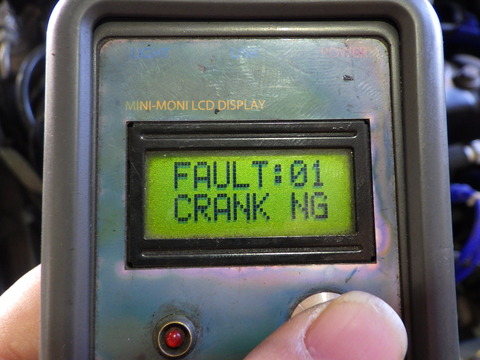 MINI-MONI LCD DISPLAY
FAULT:01
CRANK NG